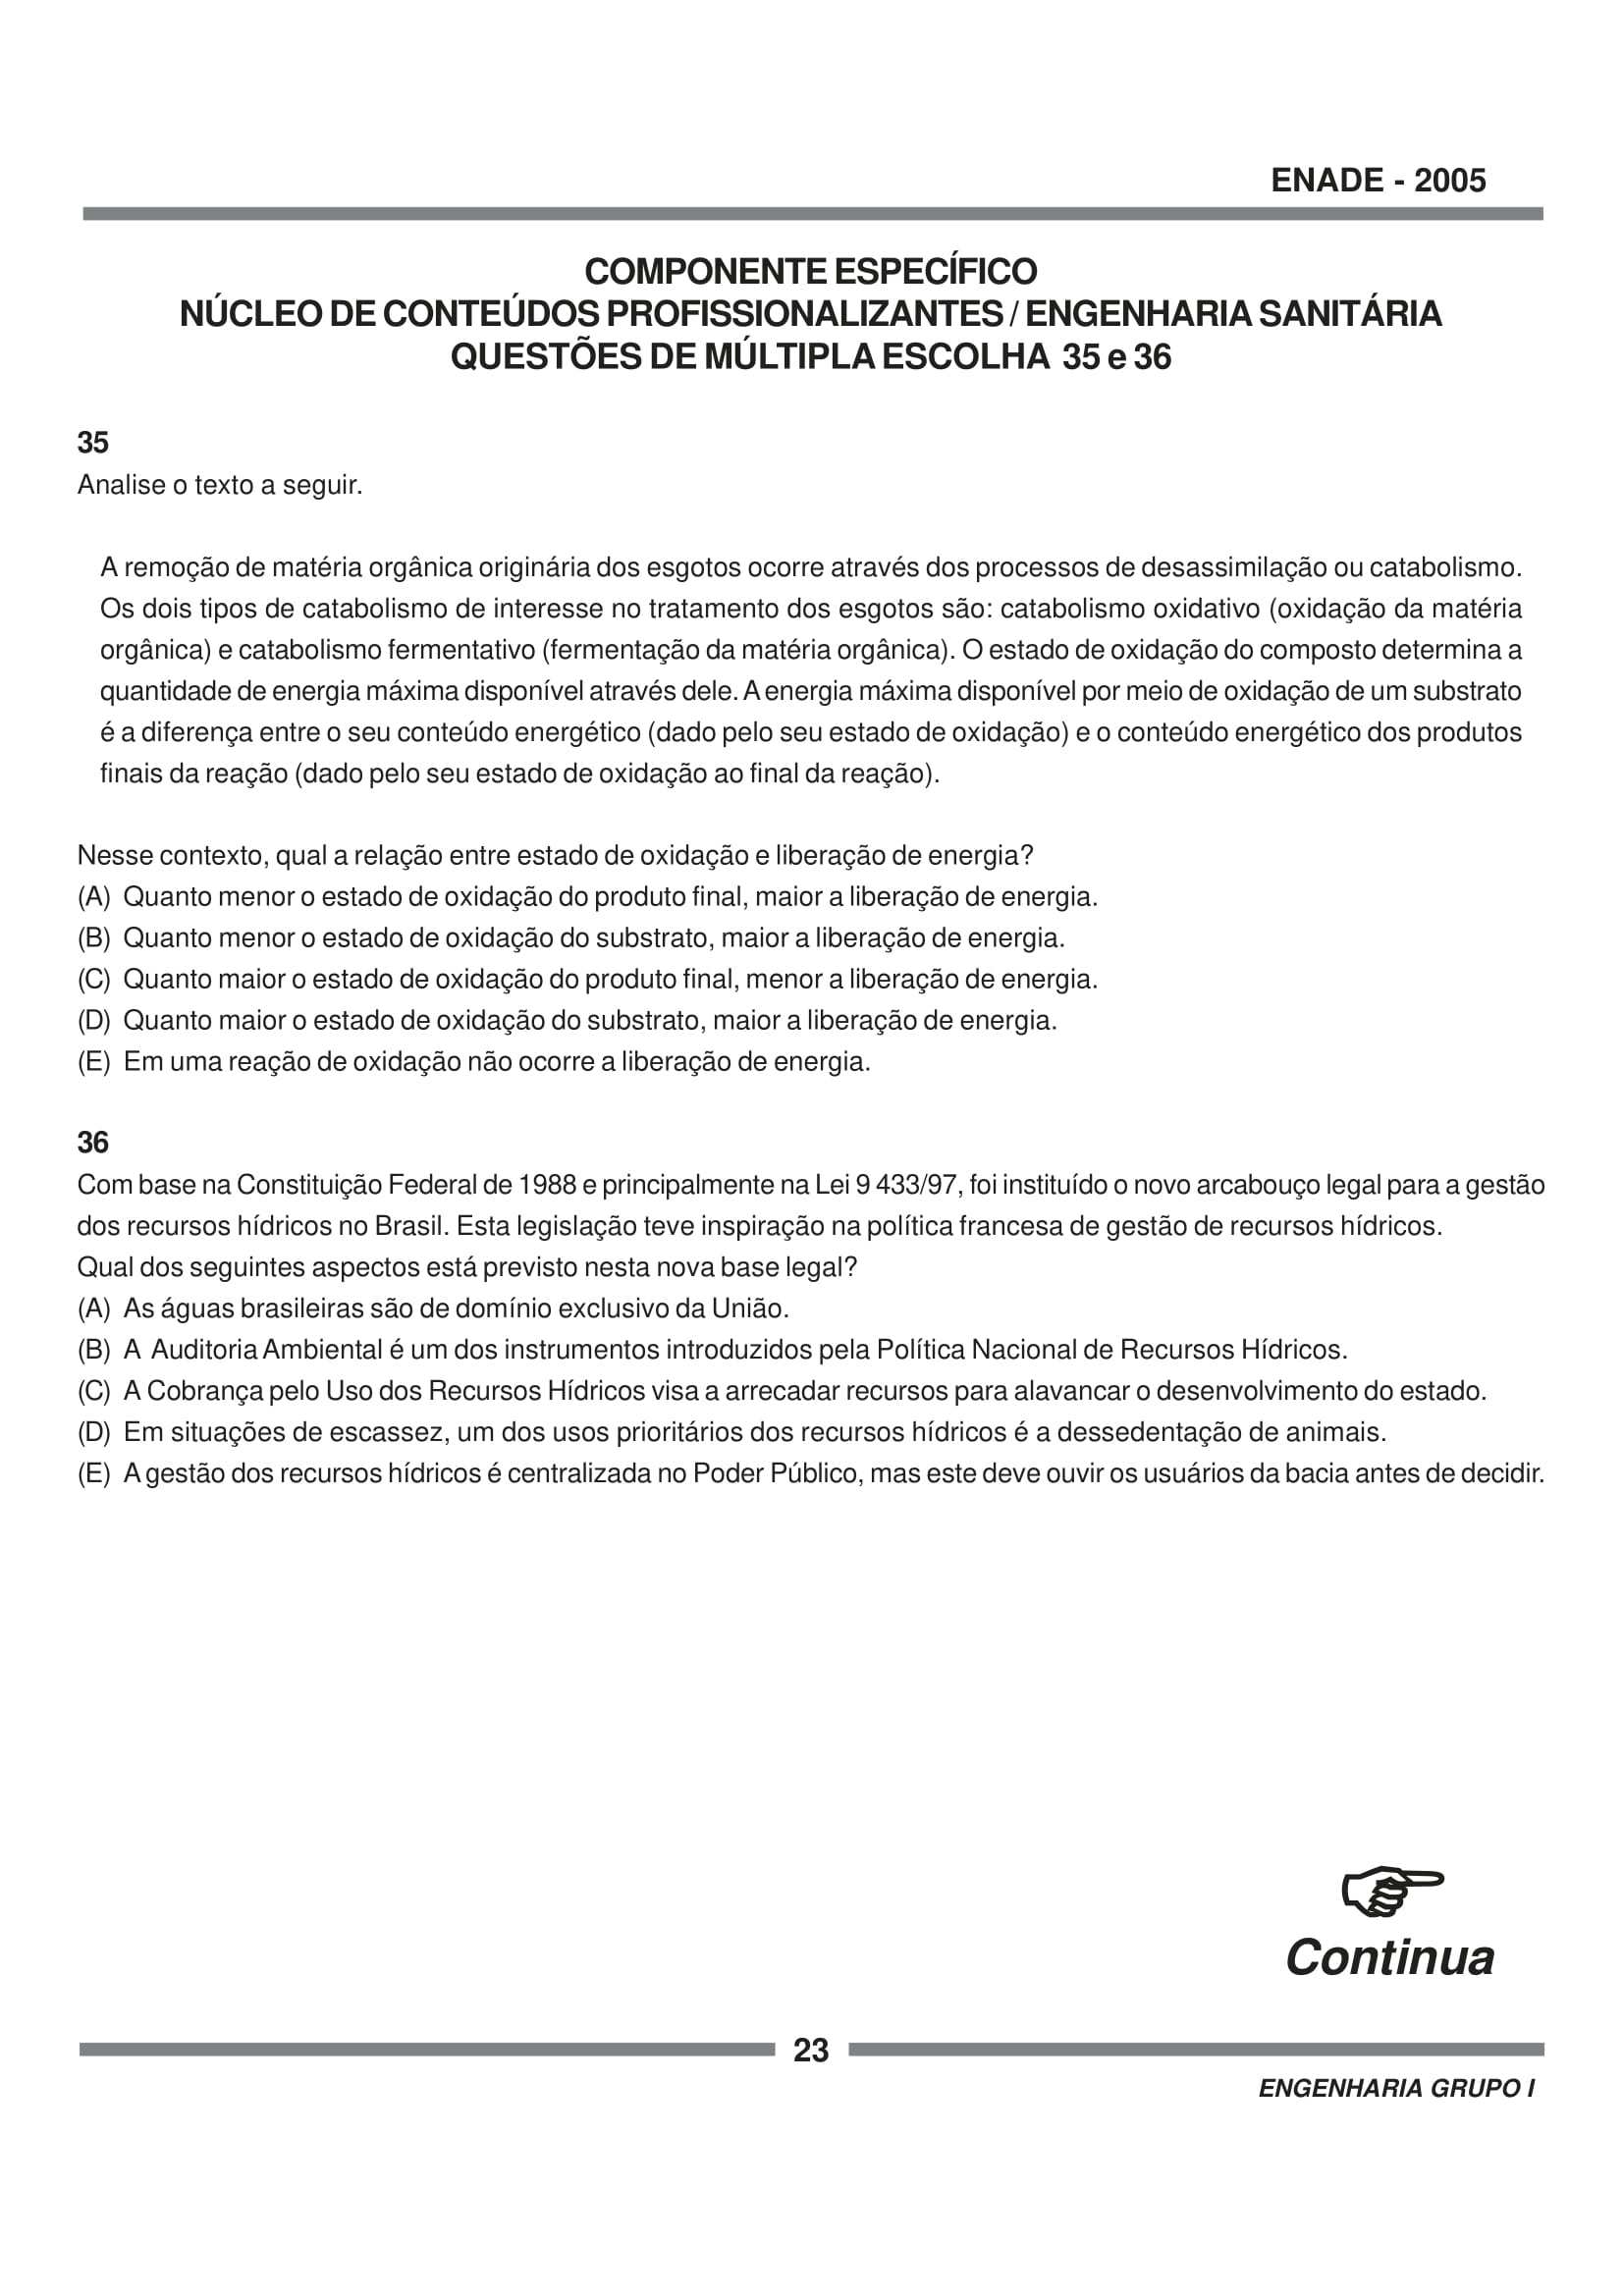 ENADE - 2005
COMPONENTE ESPECÍFICO
NÚCLEO DE CONTEÚDOS PROFISSIONALIZANTES / ENGENHARIA SANITÁRIA
QUESTÕES DE MÚLTIPLA ESCOLHA 35 e 36
35
Analise o texto a seguir.
A remoção de matéria orgânica originária dos esgotos ocorre através dos processos de desassimilação ou catabolismo.
Os dois tipos de catabolismo de interesse no tratamento dos esgotos são: catabolismo oxidativo (oxidação da matéria
orgânica) e catabolismo fermentativo (fermentação da matéria orgânica). O estado de oxidação do composto determina a
quantidade de energia máxima disponível através dele. A energia máxima disponível por meio de oxidação de um substrato
é a diferença entre o seu conteúdo energético (dado pelo seu estado de oxidação) e o conteúdo energético dos produtos
finais da reação (dado pelo seu estado de oxidação ao final da reação).
Nesse contexto, qual a relação entre estado de oxidação e liberação de energia?
(A) Quanto menor o estado de oxidação do produto final, maior a liberação de energia.
(B) Quanto menor o estado de oxidação do substrato, maior a liberação de energia.
(C) Quanto maior o estado de oxidação do produto final, menor a liberação de energia.
(D) Quanto maior o estado de oxidação do substrato, maior a liberação de energia.
(E) Em uma reação de oxidação não ocorre a liberação de energia.
36
Com base na Constituição Federal de 1988 e principalmente na Lei 9 433/97, foi instituído o novo arcabouço legal para a gestão
dos recursos hídricos no Brasil. Esta legislação teve inspiração na política francesa de gestão de recursos hídricos.
Qual dos seguintes aspectos está previsto nesta nova base legal?
(A) As águas brasileiras são de domínio exclusivo da União.
(B) A Auditoria Ambiental é um dos instrumentos introduzidos pela Política Nacional de Recursos Hídricos.
(C) A Cobrança pelo Uso dos Recursos Hídricos visa a arrecadar recursos para alavancar o desenvolvimento do estado.
(D) Em situações de escassez, um dos usos prioritários dos recursos hídricos é a dessedentação de animais.
(E) A gestão dos recursos hídricos é centralizada no Poder Público, mas este deve ouvir os usuários da bacia antes de decidir.
Continua
23
ENGENHARIA GRUPO I